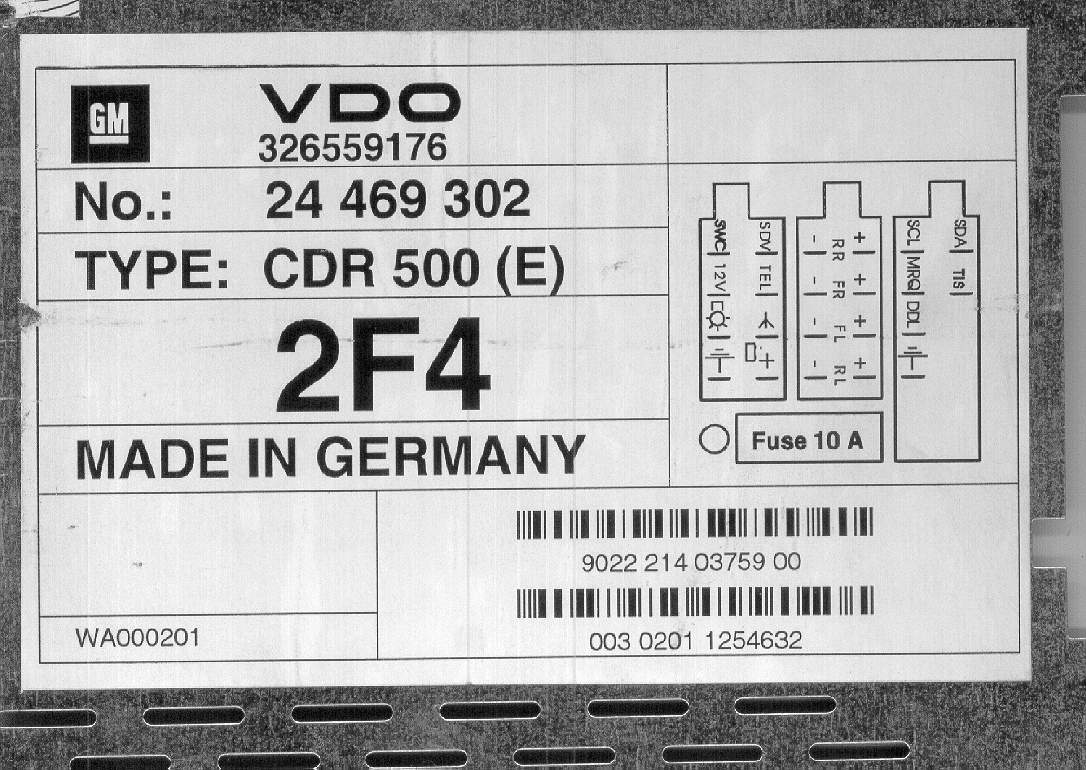 GM
VDO
326559176
No.: 24 469 302
TYPE: CDR 500 (E)
2F4
MADE IN GERMANY
SWC 12V
SDV TEL
- - - -
RR FR FL RL
+ + + +
SCL MRQ DDL
SDA TIS
Fuse 10 A
9022 214 03759 00
003 0201 1254632
WA000201